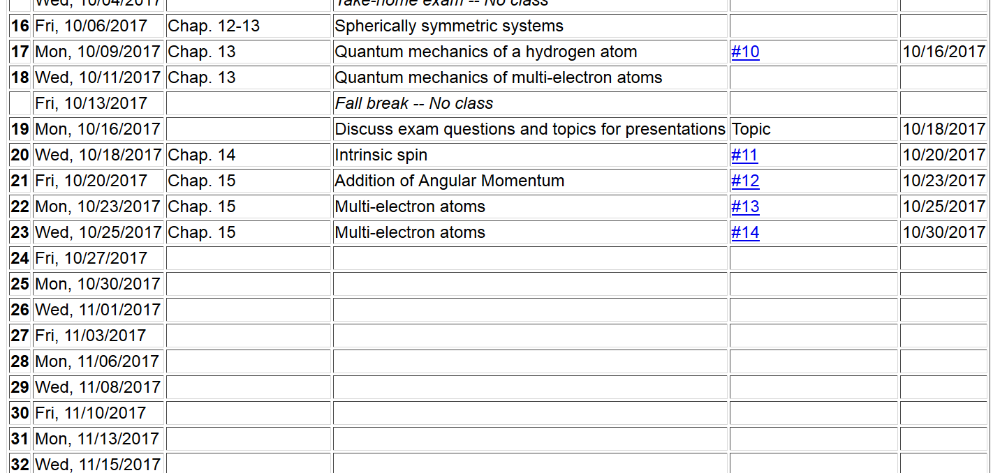 Wed, 10/04/2017 Take-home exam -- No class
16 Fri, 10/06/2017 Chap. 12-13 Spherically symmetric systems
17 Mon, 10/09/2017 Chap. 13 Quantum mechanics of a hydrogen atom #10 10/16/2017
18 Wed, 10/11/2017 Chap. 13 Quantum mechanics of multi-electron atoms
Fri, 10/13/2017 Fall break -- No class
19 Mon, 10/16/2017 Discuss exam questions and topics for presentations Topic 10/18/2017
20 Wed, 10/18/2017 Chap. 14 Intrinsic spin #11 10/20/2017
21 Fri, 10/20/2017 Chap. 15 Addition of Angular Momentum #12 10/23/2017
22 Mon, 10/23/2017 Chap. 15 Multi-electron atoms #13 10/25/2017
23 Wed, 10/25/2017 Chap. 15 Multi-electron atoms #14 10/30/2017
24 Fri, 10/27/2017
25 Mon, 10/30/2017
26 Wed, 11/01/2017
27 Fri, 11/03/2017
28 Mon, 11/06/2017
29 Wed, 11/08/2017
30 Fri, 11/10/2017
31 Mon, 11/13/2017
32 Wed, 11/15/2017